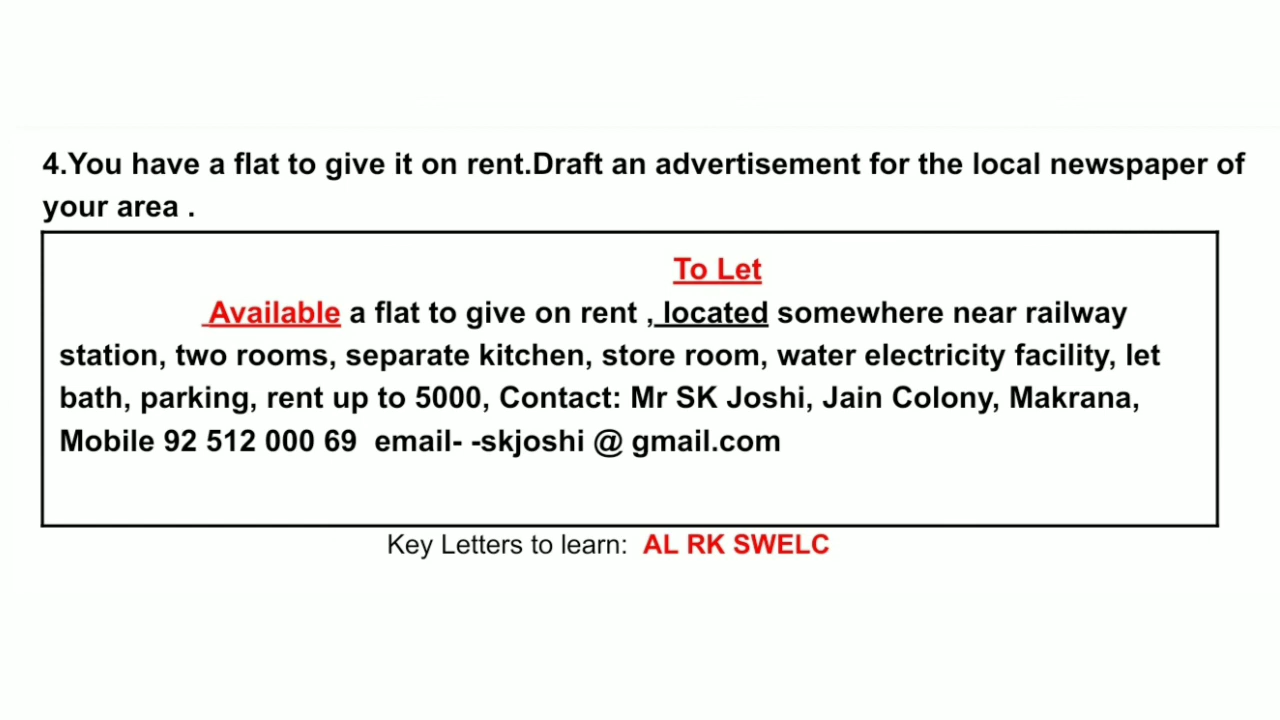 4.You have a flat to give it on rent.Draft an advertisement for the local newspaper of
your area .
To Let
Available a flat to give on rent , located somewhere near railway
station, two rooms, separate kitchen, store room, water electricity facility, let
bath, parking, rent up to 5000, Contact: Mr SK Joshi, Jain Colony, Makrana,
Mobile 92 512 000 69  email- -skjoshi @ gmail.com
Key Letters to learn:  AL RK SWELC